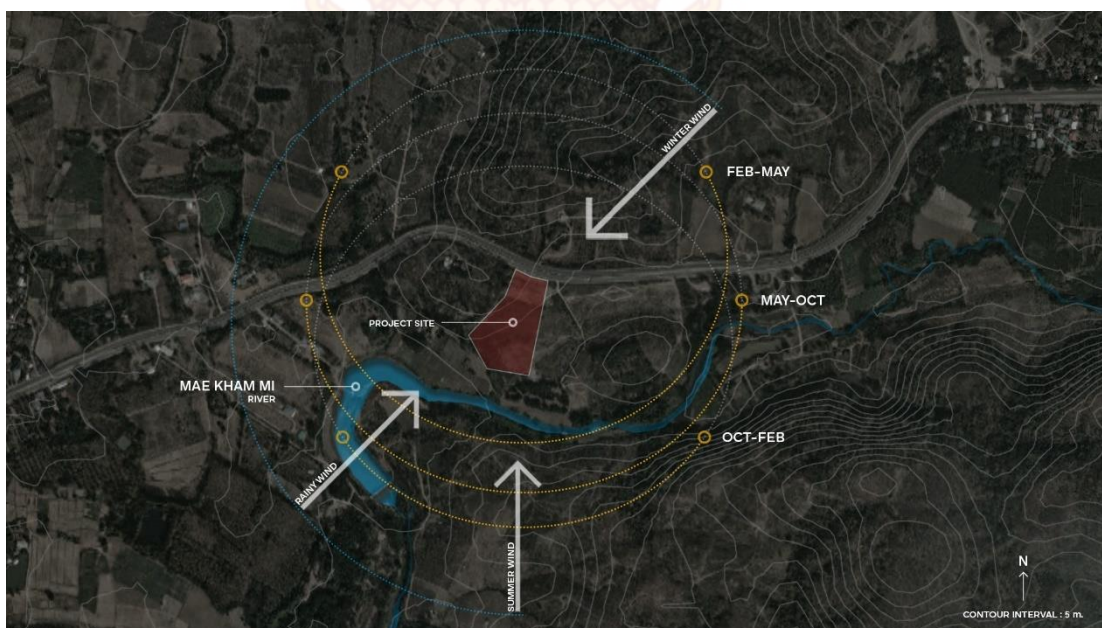 WINTER WIND
FEB-MAY
MAY-OCT
PROJECT SITE
MAE KHAM MI
RIVER
OCT-FEB
RAINY WIND
SUMMER WIND
N
CONTOUR INTERVAL : 5 m.